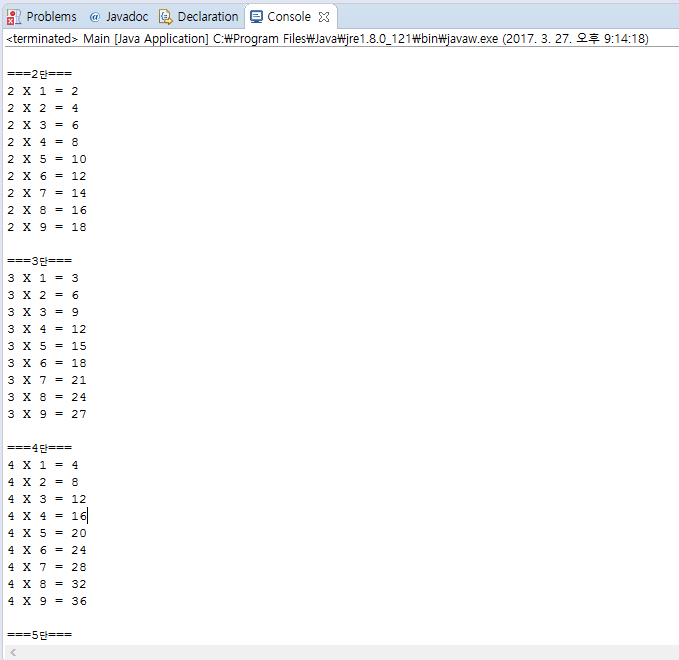 Problems @ Javadoc Declaration Console
<terminated> Main [Java Application] C:₩Program Files₩Java₩jre1.8.0_121₩bin₩javaw.exe (2017. 3. 27. 오후 9:14:18)
===2단===
2 X 1 = 2
2 X 2 = 4
2 X 3 = 6
2 X 4 = 8
2 X 5 = 10
2 X 6 = 12
2 X 7 = 14
2 X 8 = 16
2 X 9 = 18
===3단===
3 X 1 = 3
3 X 2 = 6
3 X 3 = 9
3 X 4 = 12
3 X 5 = 15
3 X 6 = 18
3 X 7 = 21
3 X 8 = 24
3 X 9 = 27
===4단===
4 X 1 = 4
4 X 2 = 8
4 X 3 = 12
4 X 4 = 16
4 X 5 = 20
4 X 6 = 24
4 X 7 = 28
4 X 8 = 32
4 X 9 = 36
===5단===